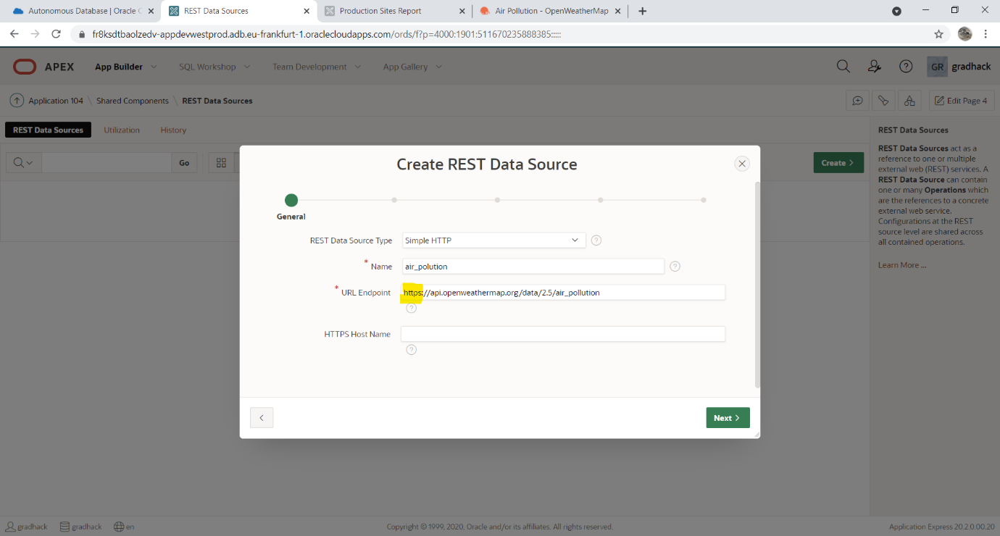 Autonomous Database | Oracle C
REST Data Sources
Production Sites Report
Air Pollution - OpenWeatherMap
fr8ksdtbaolzedv-appdevwestprod.adb.eu-frankfurt-1.oraclecloudapps.com/ords/f?p=4000:1901:511670235888385:::::
APEX
App Builder
SQL Workshop
Team Development
App Gallery
GR
gradhack
Application 104 \ Shared Components \ REST Data Sources
Edit Page 4
REST Data Sources
Utilization
History
Go
Create
REST Data Sources
REST Data Sources act as a
reference to one or multiple
external web (REST) services. A
REST Data Source can contain
one or many Operations which
are the references to a concrete
external web service.
Configurations at the REST
source level are shared across
all contained operations.
Learn More ...
Create REST Data Source
General
REST Data Source Type
Simple HTTP
* Name
air_polution
* URL Endpoint
https://api.openweathermap.org/data/2.5/air_pollution
HTTPS Host Name
Next
gradhack
gradhack
en
Copyright © 1999, 2020, Oracle and/or its affiliates. All rights reserved.
Application Express 20.2.0.00.20